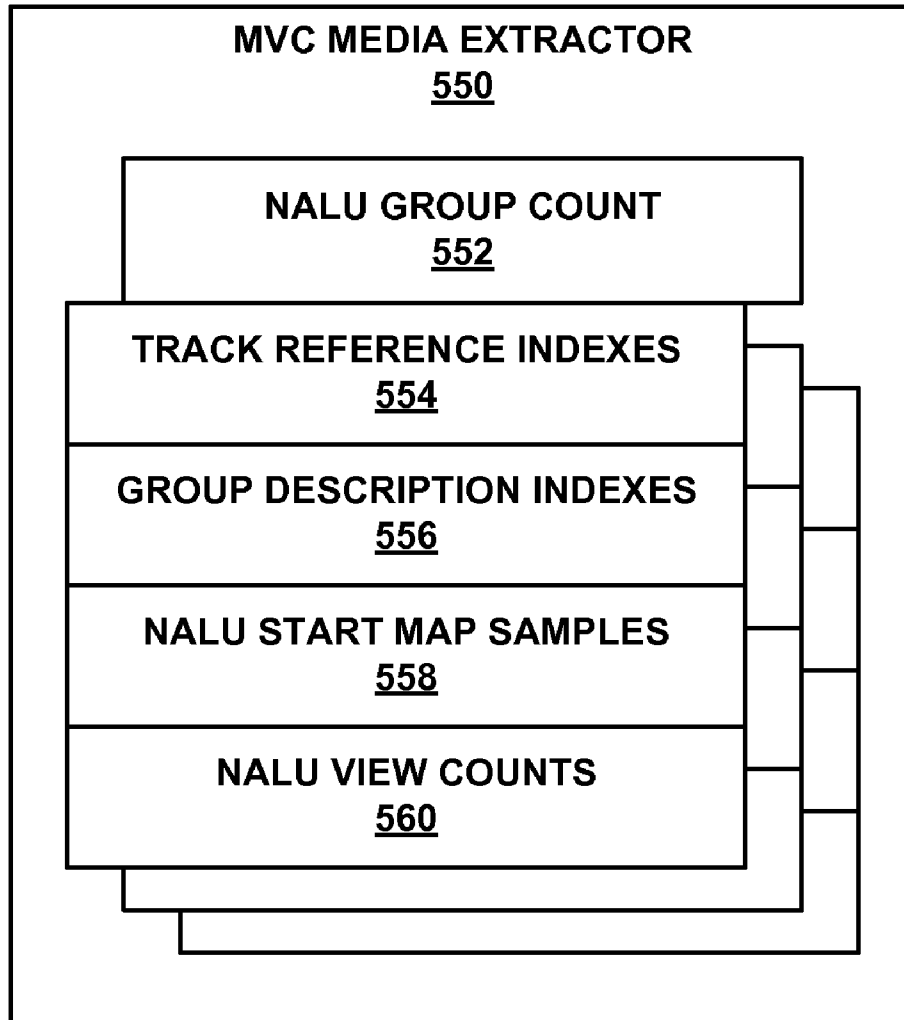 MVC MEDIA EXTRACTOR
550
NALU GROUP COUNT
552
TRACK REFERENCE INDEXES
554
GROUP DESCRIPTION INDEXES
556
NALU START MAP SAMPLES
558
NALU VIEW COUNTS
560